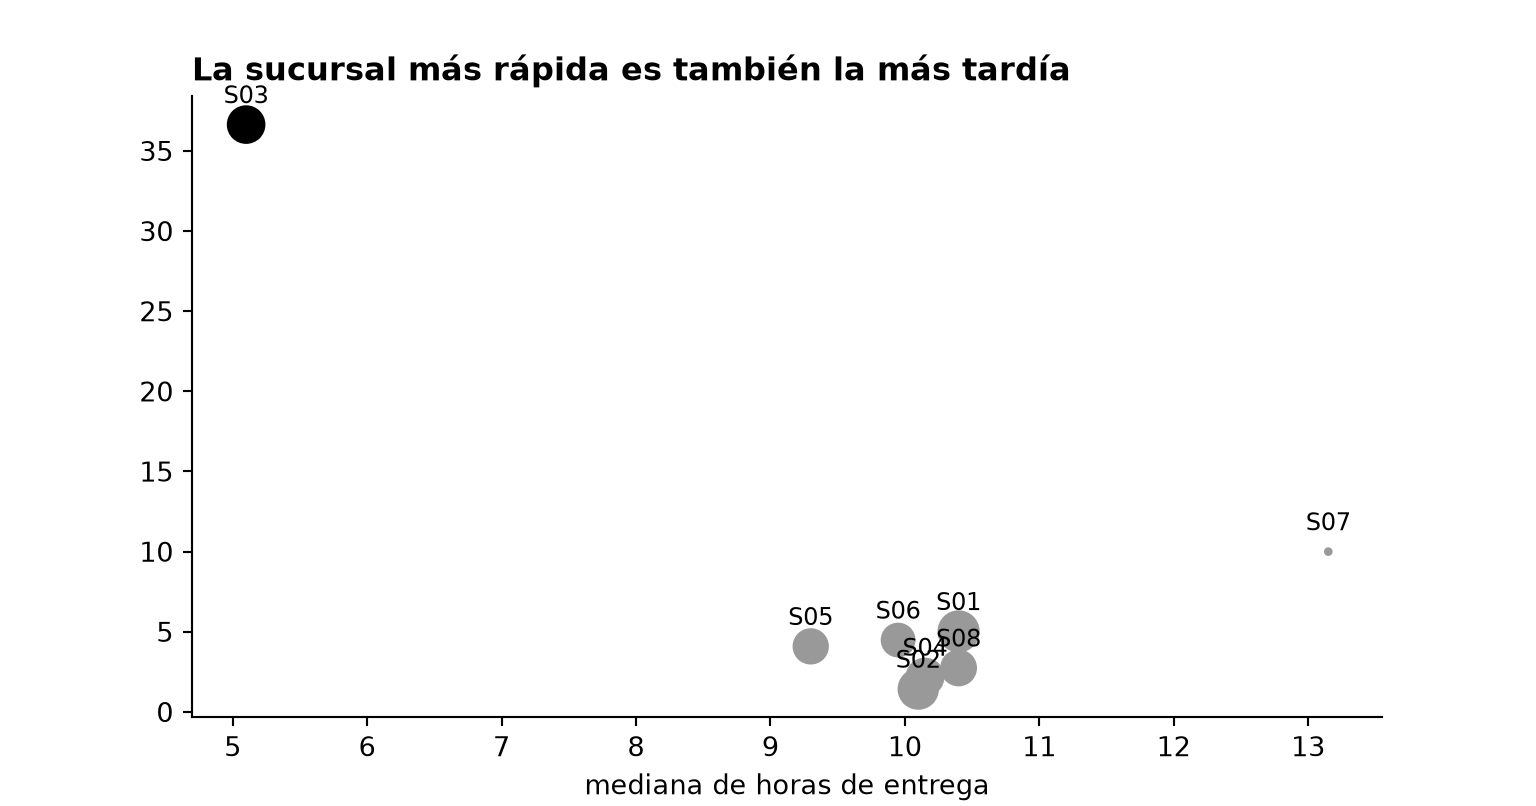 La sucursal más rápida es también la más tardía
S03
35
30
25
20
15
S07
10
S01
S05
S06
5
S08
S04
S02
0
5 6 7 8 9 10 11 12 13
mediana de horas de entrega